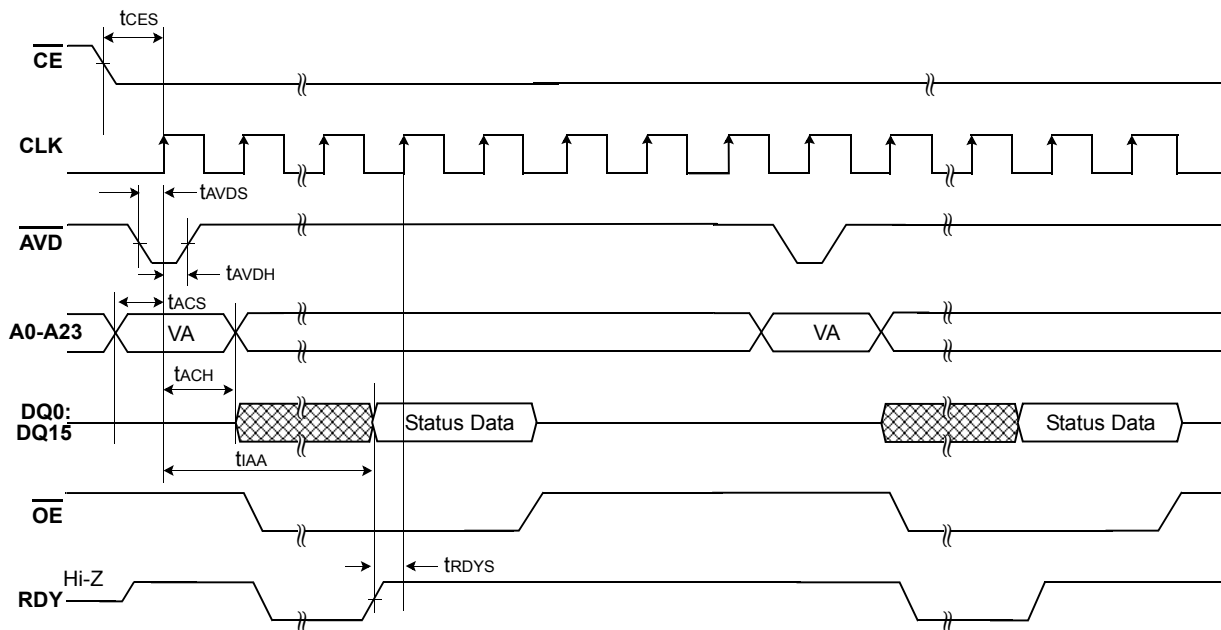 tCES
CE
CLK
tAVDS
AVD
tAVDH
tACS
A0-A23
VA
VA
tACH
DQ0:
DQ15
Status Data
Status Data
tIAA
OE
tRDYS
Hi-Z
RDY